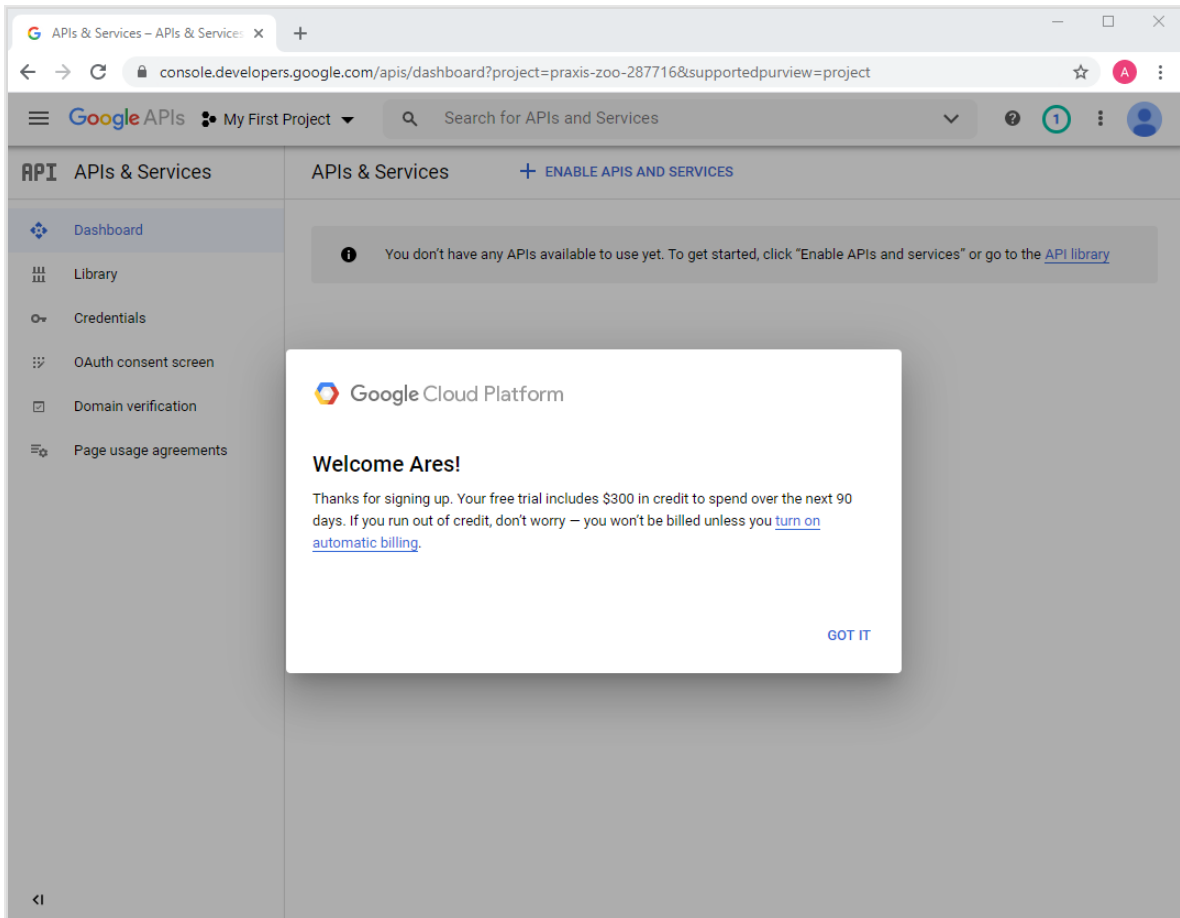 APIs & Services – APIs & Services
console.developers.google.com/apis/dashboard?project=praxis-zoo-287716&supportedpurview=project
A
Google APIs
My First Project
Search for APIs and Services
1
API
APIs & Services
APIs & Services
ENABLE APIS AND SERVICES
Dashboard
You don't have any APIs available to use yet. To get started, click “Enable APIs and services” or go to the API library
Library
Credentials
OAuth consent screen
Domain verification
Page usage agreements
Google Cloud Platform
Welcome Ares!
Thanks for signing up. Your free trial includes $300 in credit to spend over the next 90
days. If you run out of credit, don't worry — you won't be billed unless you turn on
automatic billing.
GOT IT